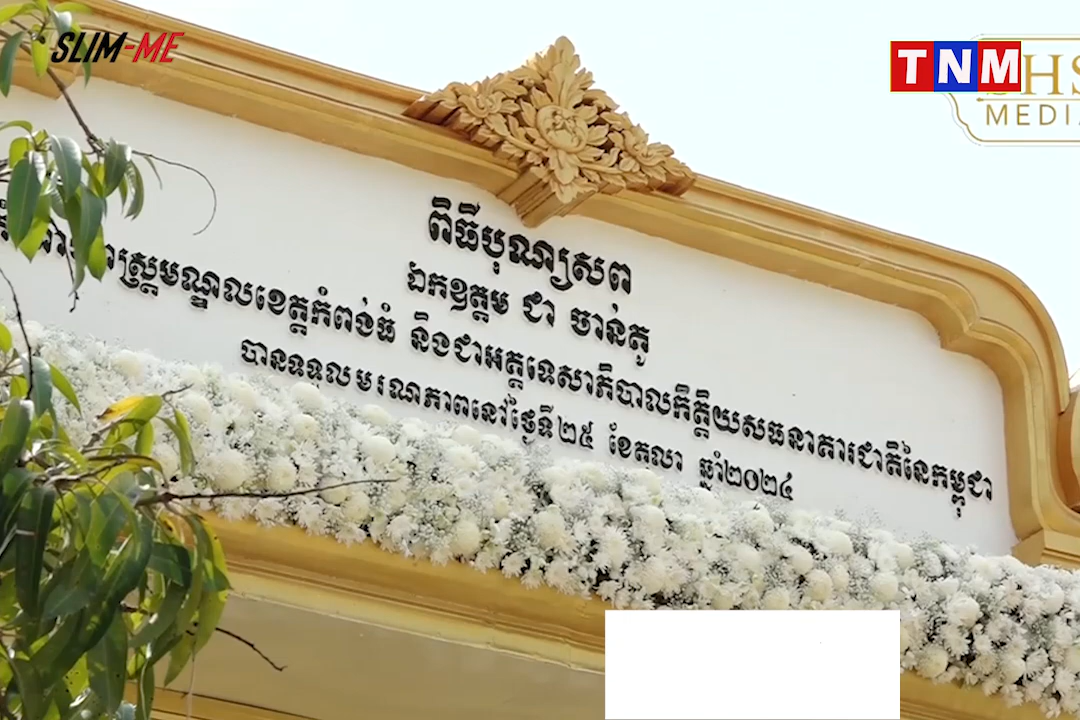 SLIM-ME
TNM
MEDIA
ពិធីបុណ្យសព
ឯកឧត្តម ជា ចាន់តូ
មណ្ឌលខេត្តកំពង់ធំ និងជាអត្តទេសាភិបាលកិត្តិយសធនាគារជាតិនៃកម្ពុជា
បានទទួលមរណភាពនៅថ្ងៃទី២៥ ខែតុលា ឆ្នាំ២០២៤